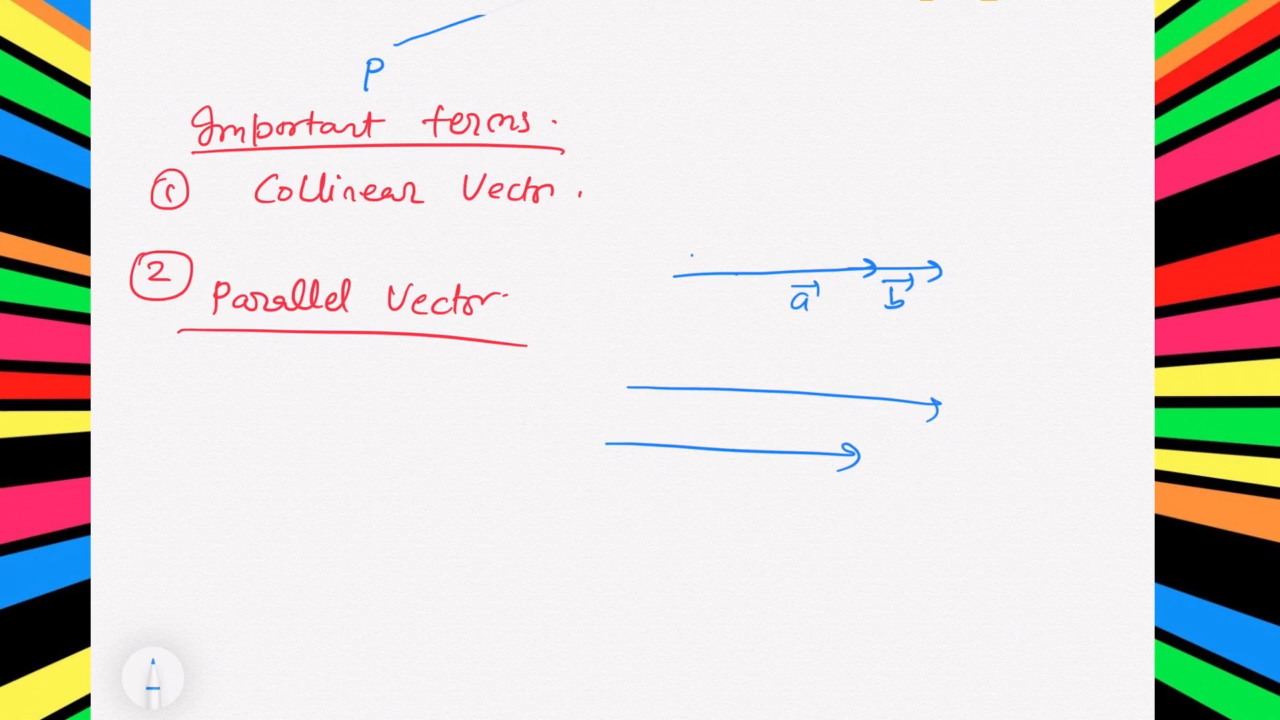 P
Important terms.
① Collinear Vector.
② Parallel Vector.
a⃗ b⃗